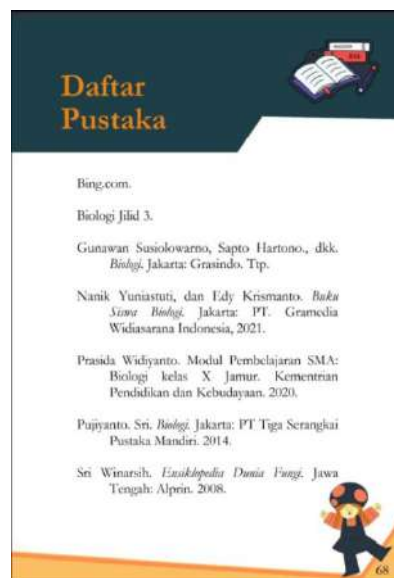 Daftar
Pustaka
Bing.com.
Biologi Jilid 3.
Gunawan Susiolowarno, Sapto Hartono., dkk.
Biologi. Jakarta: Grasindo. Ttp.
Nanik Yuniastuti, dan Edy Krismanto. Buku
Siswa Biologi. Jakarta: PT. Gramedia
Widiasarana Indonesia, 2021.
Prasida Widiyanto. Modul Pembelajaran SMA:
Biologi kelas X Jamur. Kementrian
Pendidikan dan Kebudayaan. 2020.
Pujiyanto. Sri. Biologi. Jakarta: PT Tiga Serangkai
Pustaka Mandiri. 2014.
Sri Winarsih. Ensiklopedia Dunia Fungi. Jawa
Tengah: Alprin. 2008.
68